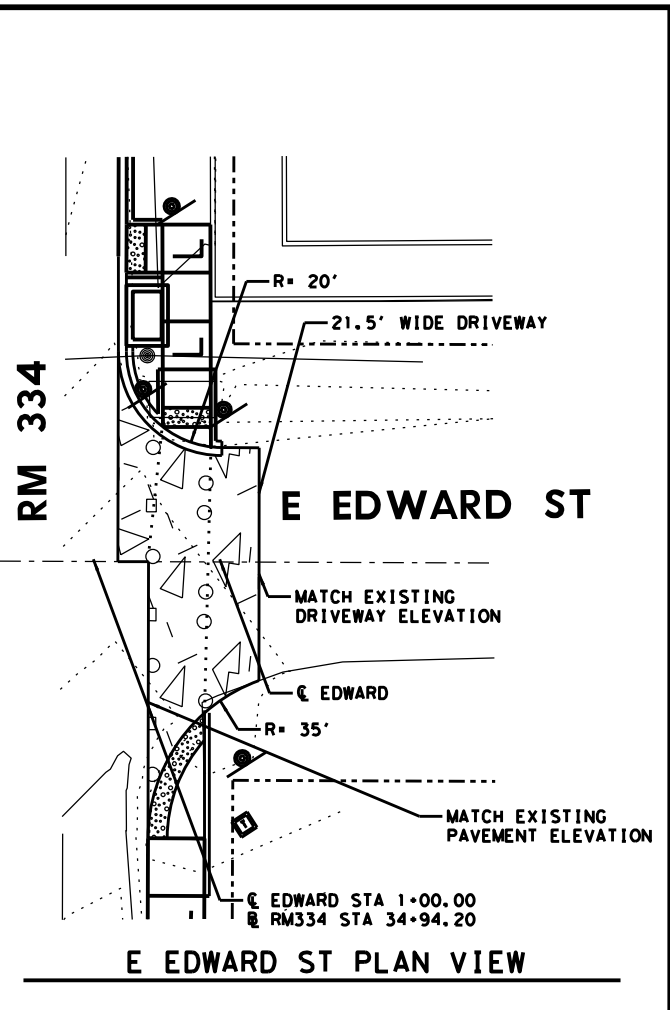 R= 20'
21.5' WIDE DRIVEWAY
RM 334
E EDWARD ST
MATCH EXISTING
DRIVEWAY ELEVATION
℄ EDWARD
R= 35'
MATCH EXISTING
PAVEMENT ELEVATION
T
℄ EDWARD STA 1+00.00
RM334 STA 34+94.20
E EDWARD ST PLAN VIEW